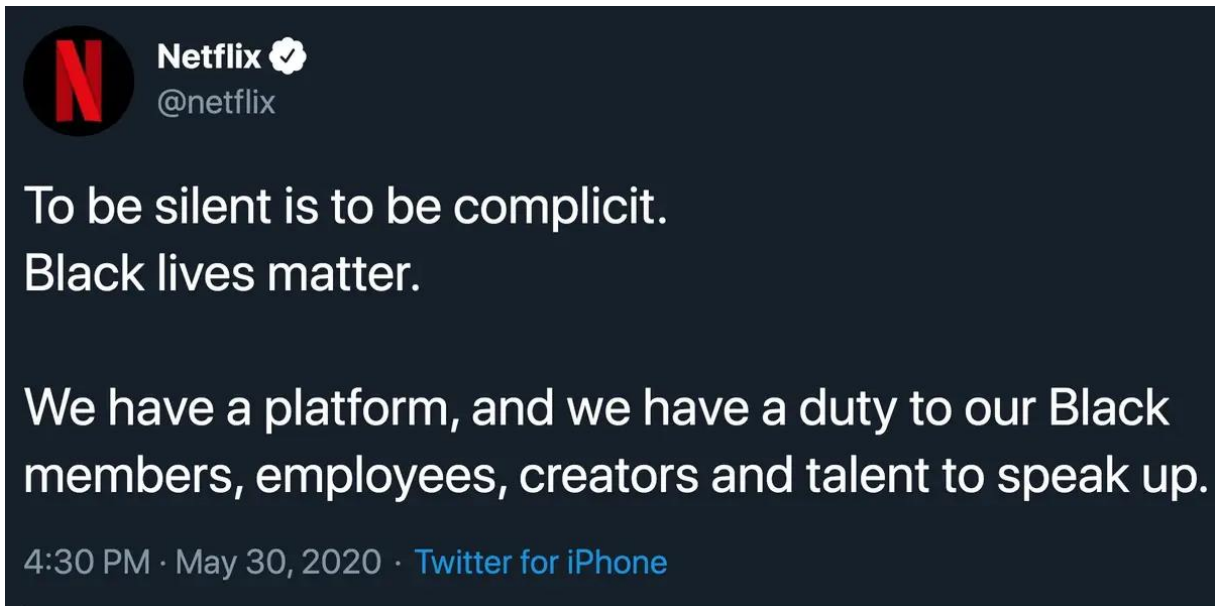 Netflix
@netflix
To be silent is to be complicit.
Black lives matter.
We have a platform, and we have a duty to our Black
members, employees, creators and talent to speak up.
4:30 PM · May 30, 2020 · Twitter for iPhone